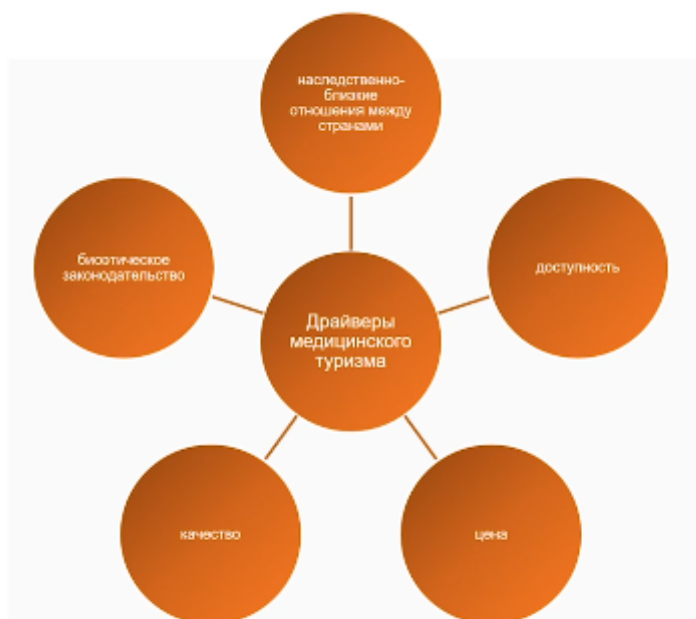 наследственно-
близкие
отношения между
странами
биоэтическое
законодательство
доступность
Драйверы
медицинского
туризма
качество
цена